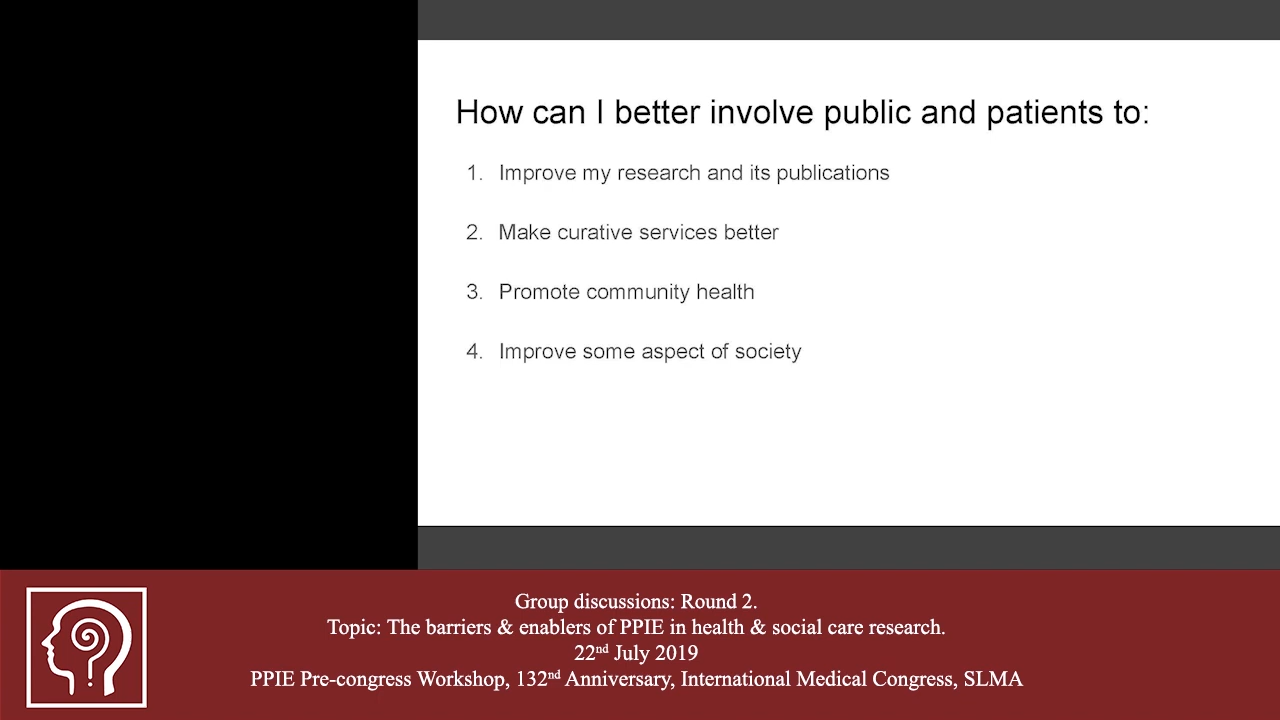 How can I better involve public and patients to:
1. Improve my research and its publications
2. Make curative services better
3. Promote community health
4. Improve some aspect of society
Group discussions: Round 2.
Topic: The barriers & enablers of PPIE in health & social care research.
22nd July 2019
PPIE Pre-congress Workshop, 132nd Anniversary, International Medical Congress, SLMA